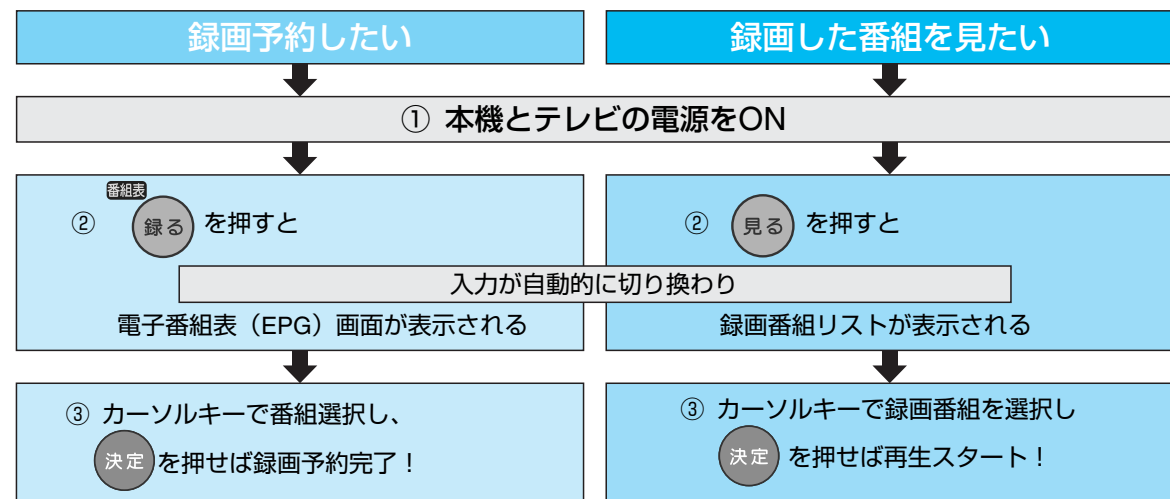 録画予約したい
録画した番組を見たい
① 本機とテレビの電源をON
番組表
② 録る を押すと
② 見る を押すと
入力が自動的に切り換わり
電子番組表（EPG）画面が表示される
録画番組リストが表示される
③ カーソルキーで番組選択し、
決定 を押せば録画予約完了！
③ カーソルキーで録画番組を選択し
決定 を押せば再生スタート！